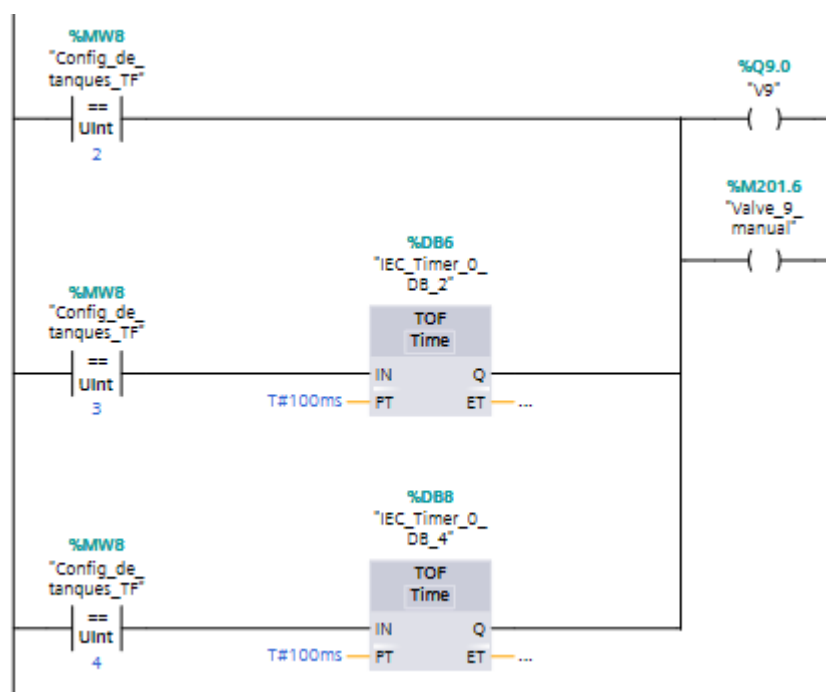 %MW8
"Config_de_
tanques_TF"
==
UInt
2
%Q9.0
"V9"
%M201.6
"Valve_9_
manual"
%DB6
"IEC_Timer_0_
DB_2"
TOF
Time
%MW8
"Config_de_
tanques_TF"
==
UInt
3
IN Q
T#100ms PT ET ...
%DB8
"IEC_Timer_0_
DB_4"
TOF
Time
%MW8
"Config_de_
tanques_TF"
==
UInt
4
IN Q
T#100ms PT ET ...